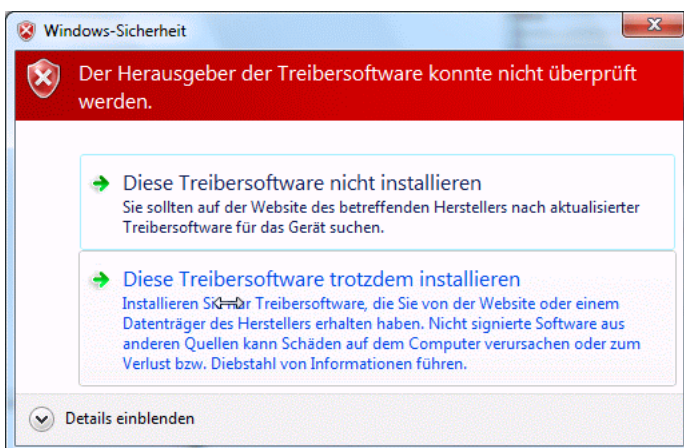 Windows-Sicherheit
Der Herausgeber der Treibersoftware konnte nicht überprüft
werden.
Diese Treibersoftware nicht installieren
Sie sollten auf der Website des betreffenden Herstellers nach aktualisierter
Treibersoftware für das Gerät suchen.
Diese Treibersoftware trotzdem installieren
Installieren Treibersoftware, die Sie von der Website oder einem
Datenträger des Herstellers erhalten haben. Nicht signierte Software aus
anderen Quellen kann Schäden auf dem Computer verursachen oder zum
Verlust bzw. Diebstahl von Informationen führen.
Details einblenden